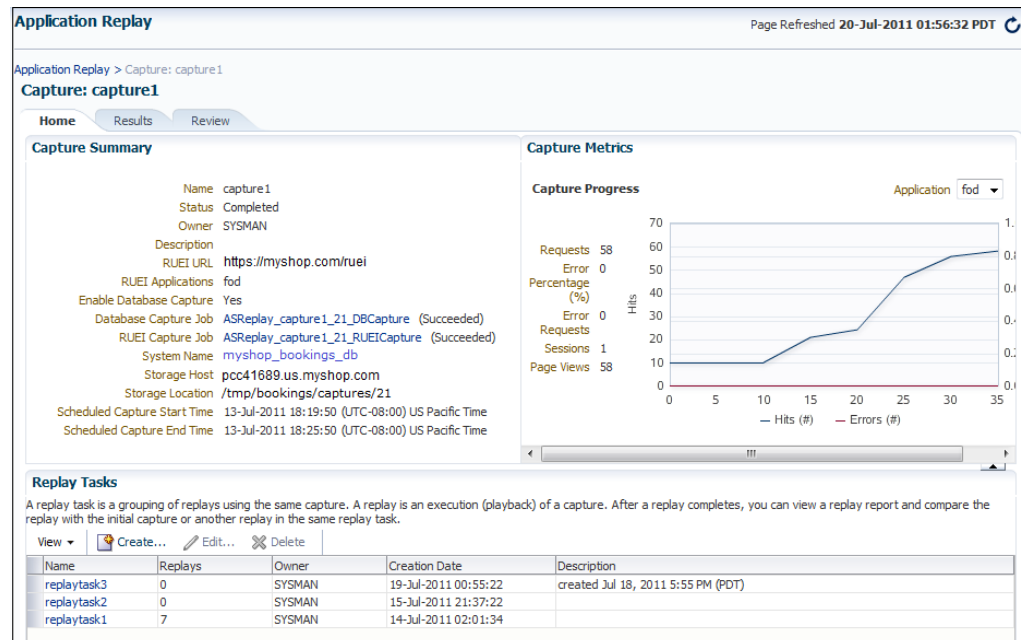 Application Replay
Page Refreshed 20-Jul-2011 01:56:32 PDT
Application Replay > Capture: capture1
Capture: capture1
Home Results Review
Capture Summary
Name capture1
Status Completed
Owner SYSMAN
Description
RUEI URL https://myshop.com/ruei
RUEI Applications fod
Enable Database Capture Yes
Database Capture Job ASReplay_capture1_21_DBCapture (Succeeded)
RUEI Capture Job ASReplay_capture1_21_RUEICapture (Succeeded)
System Name myshop_bookings_db
Storage Host pcc41689.us.myshop.com
Storage Location /tmp/bookings/captures/21
Scheduled Capture Start Time 13-Jul-2011 18:19:50 (UTC-08:00) US Pacific Time
Scheduled Capture End Time 13-Jul-2011 18:25:50 (UTC-08:00) US Pacific Time
Capture Metrics
Capture Progress
Application fod
Requests 58
Error Percentage (%) 0
Error Requests 0
Sessions 1
Page Views 58
Hits
70
60
50
40
30
20
10
0
0 5 10 15 20 25 30 35
Hits (#) Errors (#)
Replay Tasks
A replay task is a grouping of replays using the same capture. A replay is an execution (playback) of a capture. After a replay completes, you can view a replay report and compare the
replay with the initial capture or another replay in the same replay task.
View Create... Edit... Delete
Name Replays Owner Creation Date Description
replaytask3 0 SYSMAN 19-Jul-2011 00:55:22 created Jul 18, 2011 5:55 PM (PDT)
replaytask2 0 SYSMAN 15-Jul-2011 21:37:22
replaytask1 7 SYSMAN 14-Jul-2011 02:01:34